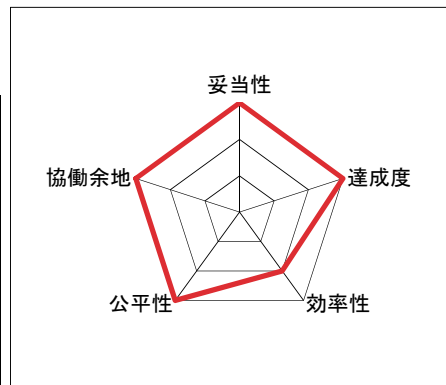 妥当性
協働余地
達成度
公平性
効率性